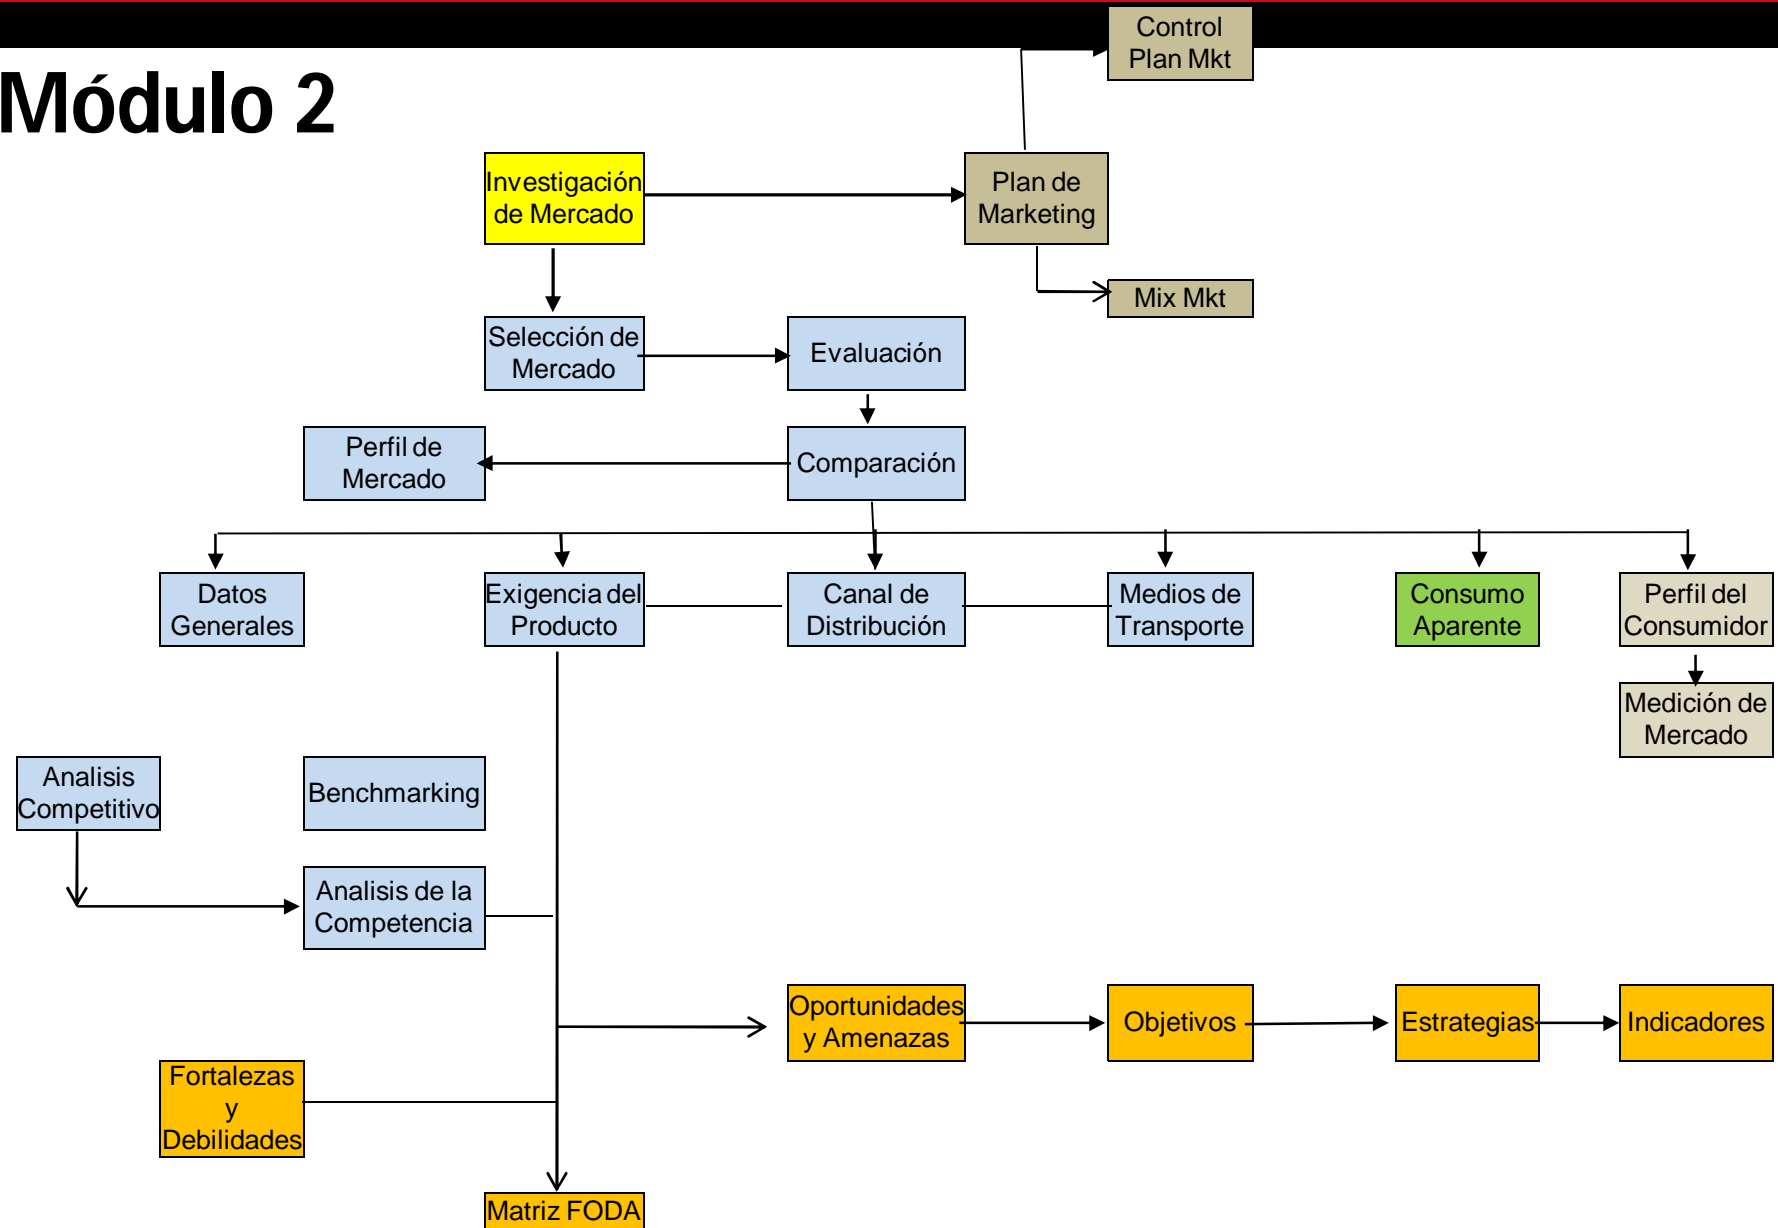 Control
Plan Mkt
Módulo 2
Investigación
de Mercado
Plan de
Marketing
Mix Mkt
Selección de
Mercado
Evaluación
Perfil de
Mercado
Comparación
Datos
Generales
Exigencia del
Producto
Canal de
Distribución
Medios de
Transporte
Consumo
Aparente
Perfil del
Consumidor
Medición de
Mercado
Analisis
Competitivo
Benchmarking
Analisis de la
Competencia
Oportunidades
y Amenazas
Objetivos
Estrategias
Indicadores
Fortalezas
y
Debilidades
Matriz FODA